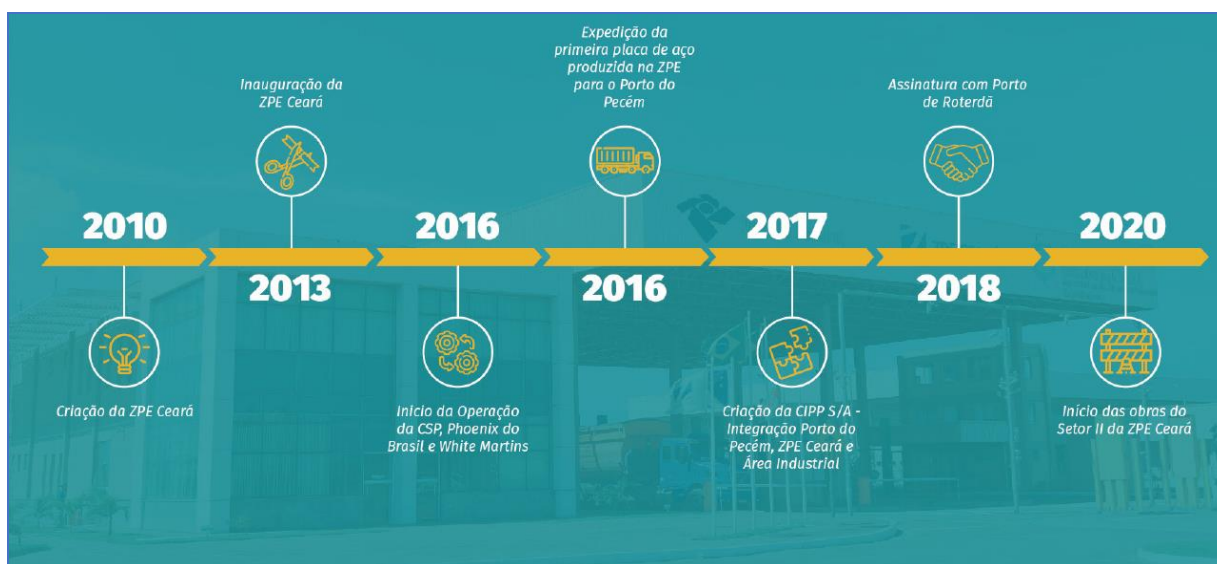 2010
Criação da ZPE Ceará
Inauguração da
ZPE Ceará
2013
2016
Início da Operação
da CSP, Phoenix do
Brasil e White Martins
Expedição da
primeira placa de aço
produzida na ZPE
para o Porto do
Pecém
2016
2017
Criação da CIPP S/A -
Integração Porto do
Pecém, ZPE Ceará e
Área Industrial
Assinatura com Porto
de Roterdã
2018
2020
Início das obras do
Setor II da ZPE Ceará